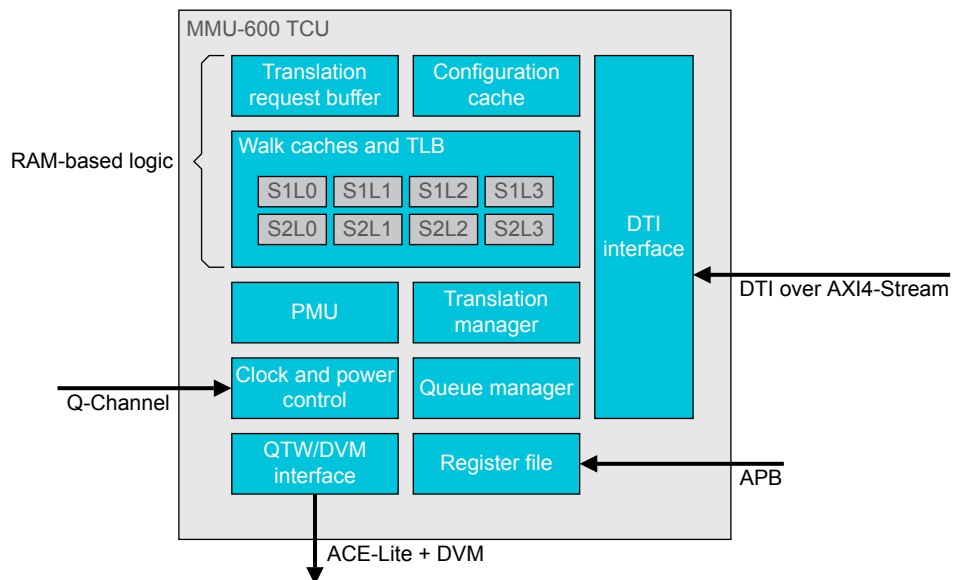 MMU-600 TCU
Translation
request buffer
Configuration
cache
RAM-based logic
Walk caches and TLB
S1L0
S1L1
S1L2
S1L3
S2L0
S2L1
S2L2
S2L3
DTI
interface
DTI over AXI4-Stream
PMU
Translation
manager
Q-Channel
Clock and power
control
Queue manager
QTW/DVM
interface
Register file
APB
ACE-Lite + DVM